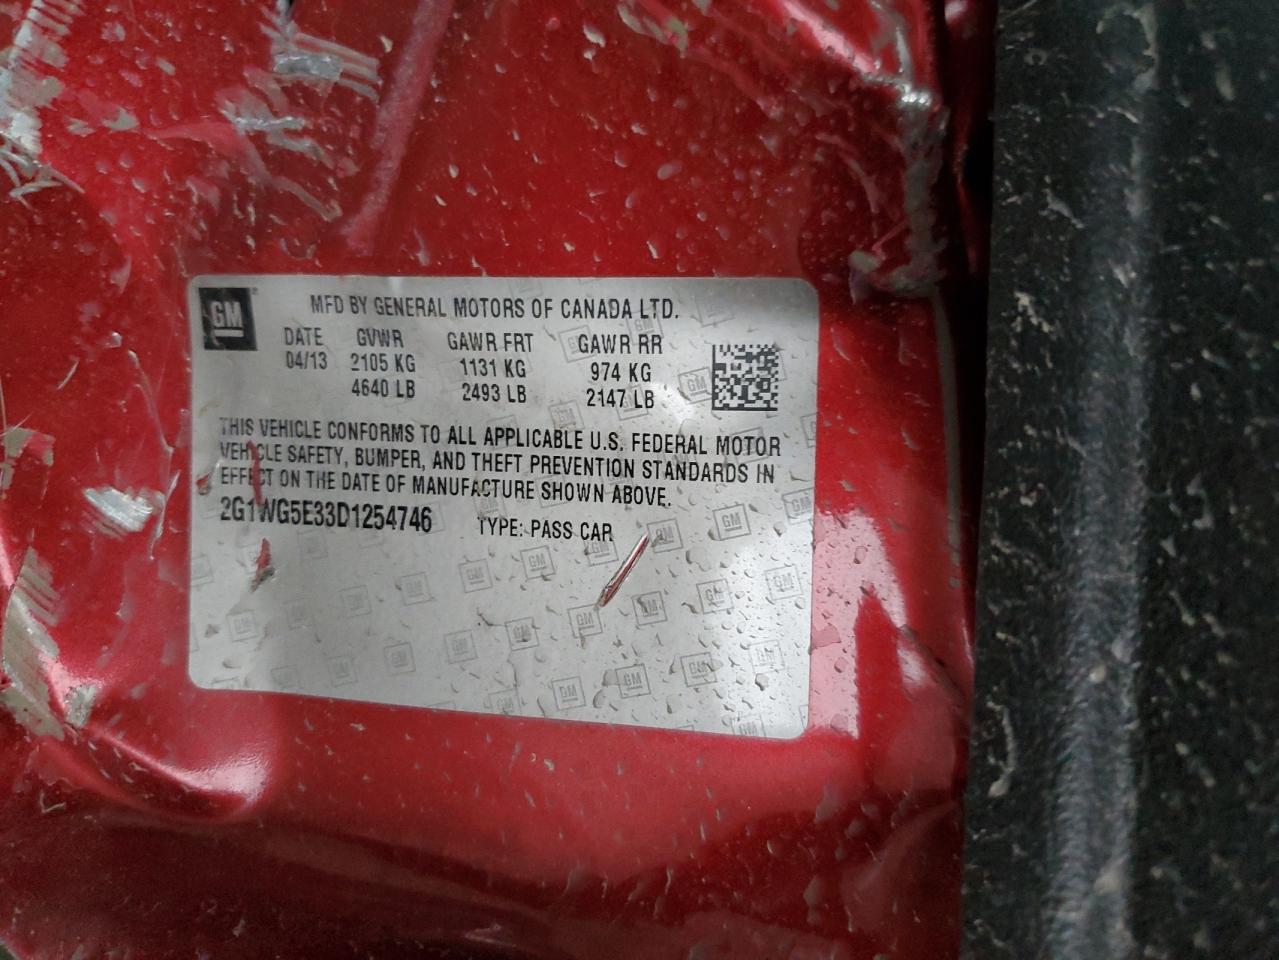 GM
MFD BY GENERAL MOTORS OF CANADA LTD.
DATE GVWR GAWR FRT GAWR RR
04/13 2105 KG 1131 KG 974 KG
4640 LB 2493 LB 2147 LB
THIS VEHICLE CONFORMS TO ALL APPLICABLE U.S. FEDERAL MOTOR
VEHICLE SAFETY, BUMPER, AND THEFT PREVENTION STANDARDS IN
EFFECT ON THE DATE OF MANUFACTURE SHOWN ABOVE.
2G1WG5E33D1254746 TYPE: PASS CAR